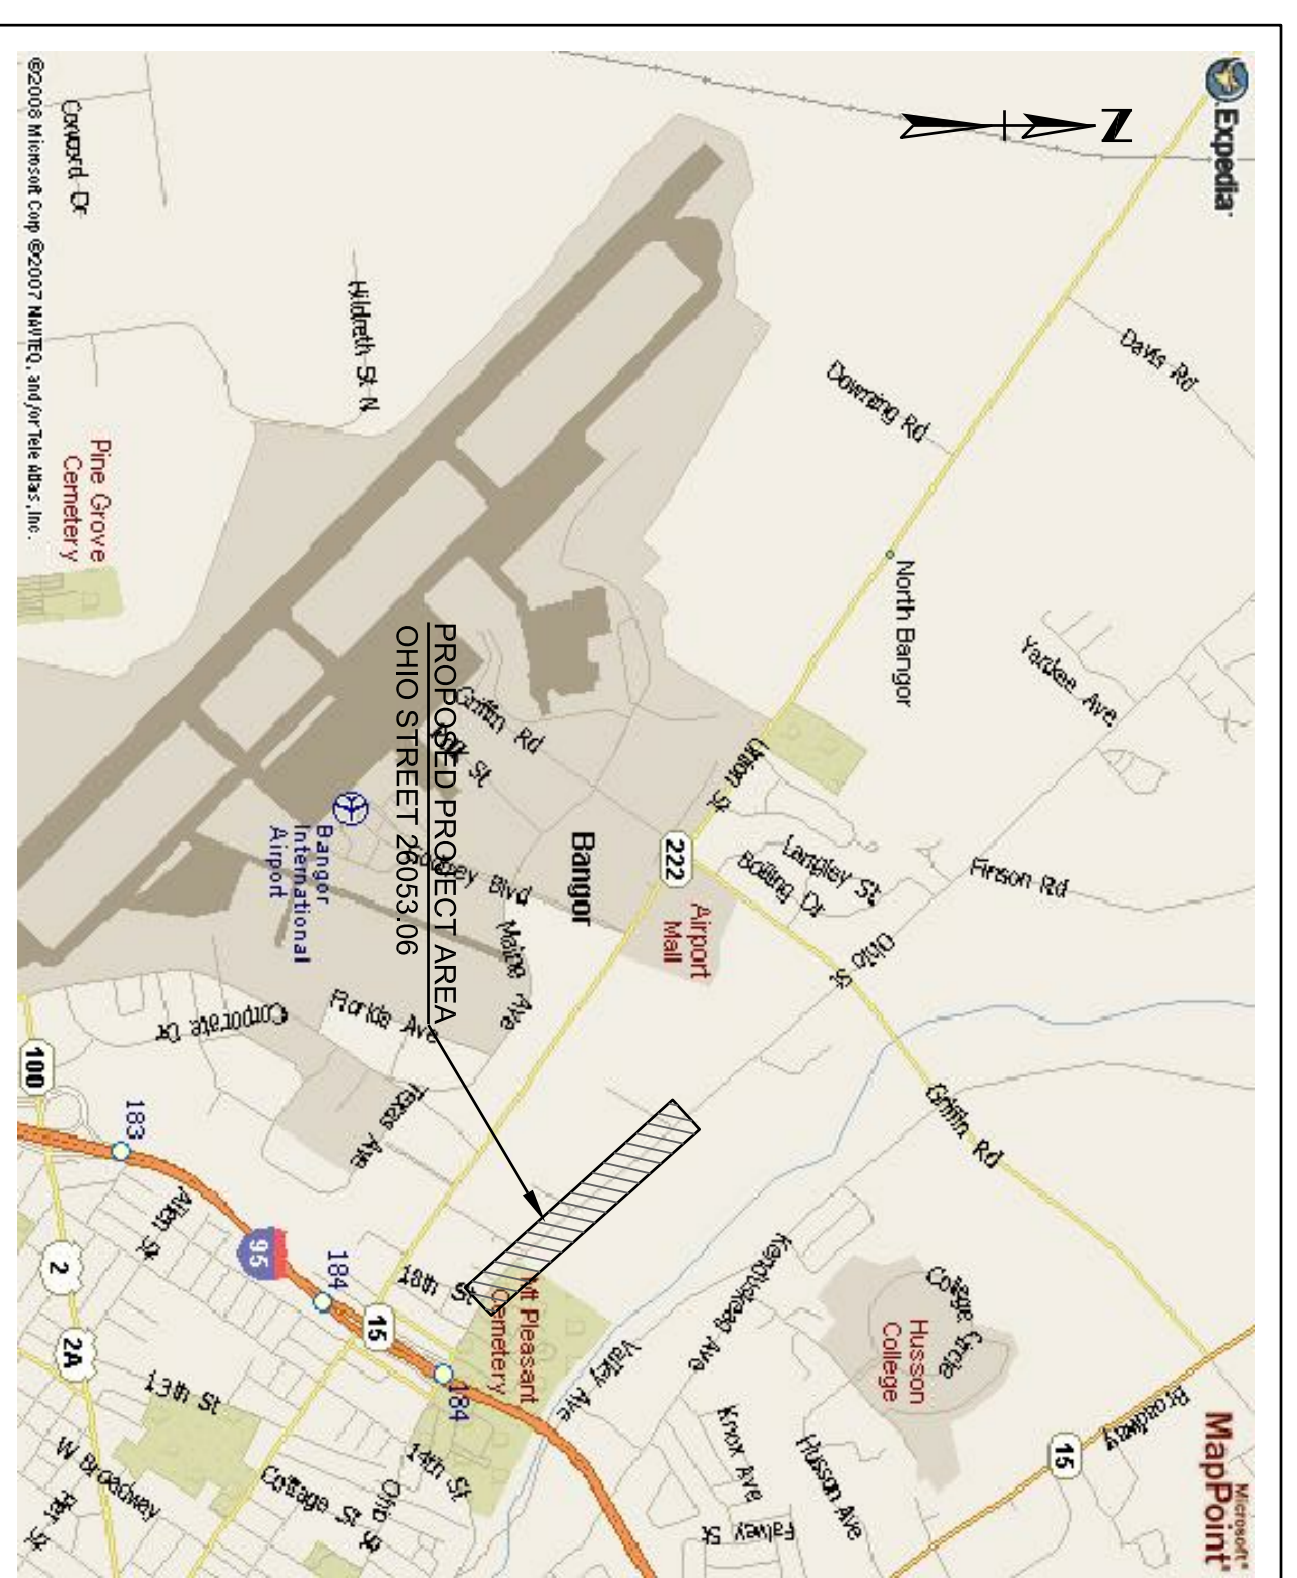 Expedia
Microsoft
MapPoint
N
Davis Rd
Downing Rd
North Bangor
Yankee Ave
Finson Rd
Union St
Langley St
Bolling Dr
Ohio St
222
Airport
Mall
Bangor
Griffin Rd
Broadway
15
College Circle
Husson
College
Husson Ave
Knox Ave
Falvey St
Kenduskeag Ave
Valley Ave
Hildreth St N
Griffin Rd
PROPOSED PROJECT AREA
OHIO STREET 26053.06
Maine Ave
Bangor
International
Airport
Florida Ave
Corporate Dr
Texas Ave
Mt Pleasant
Cemetery
18th St
184
14th St
Ohio St
15
184
95
183
Allen St
100
2
2A
13th St
W Broadway
Cottage St
Pine Grove
Cemetery
©2008 Microsoft Corp ©2007 NAVTEQ, and/or Tele Atlas, Inc.